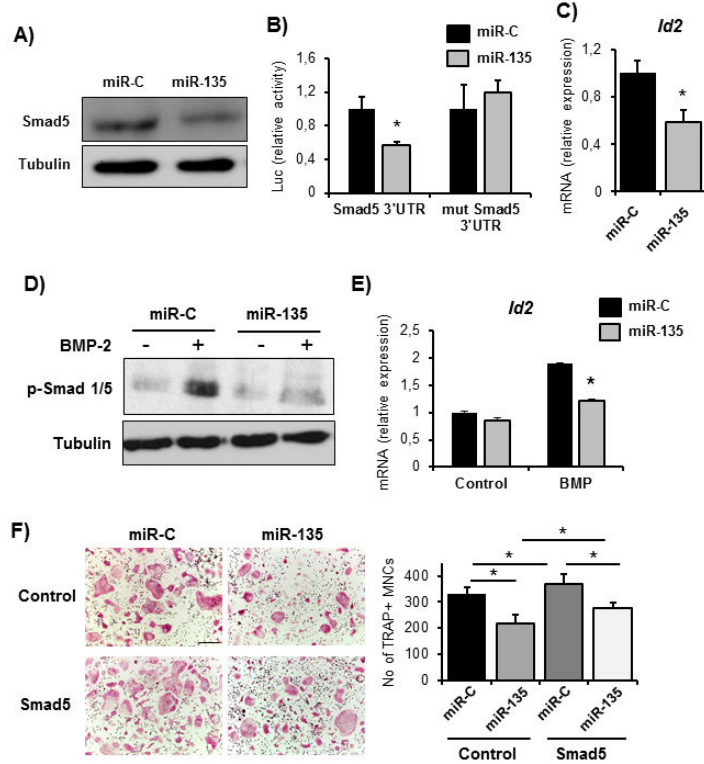 A)
miR-C miR-135
Smad5
Tubulin
B)
miR-C
miR-135
Luc (relative activity)
1,6
1,2
0,8
0,4
0
*
Smad5 3'UTR
mut Smad5
3'UTR
C)
Id2
mRNA (relative expression)
1,2
0,8
0,4
0
*
miR-C
miR-135
D)
miR-C miR-135
BMP-2 - + - +
p-Smad 1/5
Tubulin
E)
Id2
miR-C
miR-135
mRNA (relative expression)
2,5
2
1,5
1
0,5
0
*
Control BMP
F)
miR-C miR-135
Control
Smad5
No of TRAP+ MNCs
400
300
200
100
0
* * * *
miR-C
miR-135
miR-C
miR-135
Control Smad5